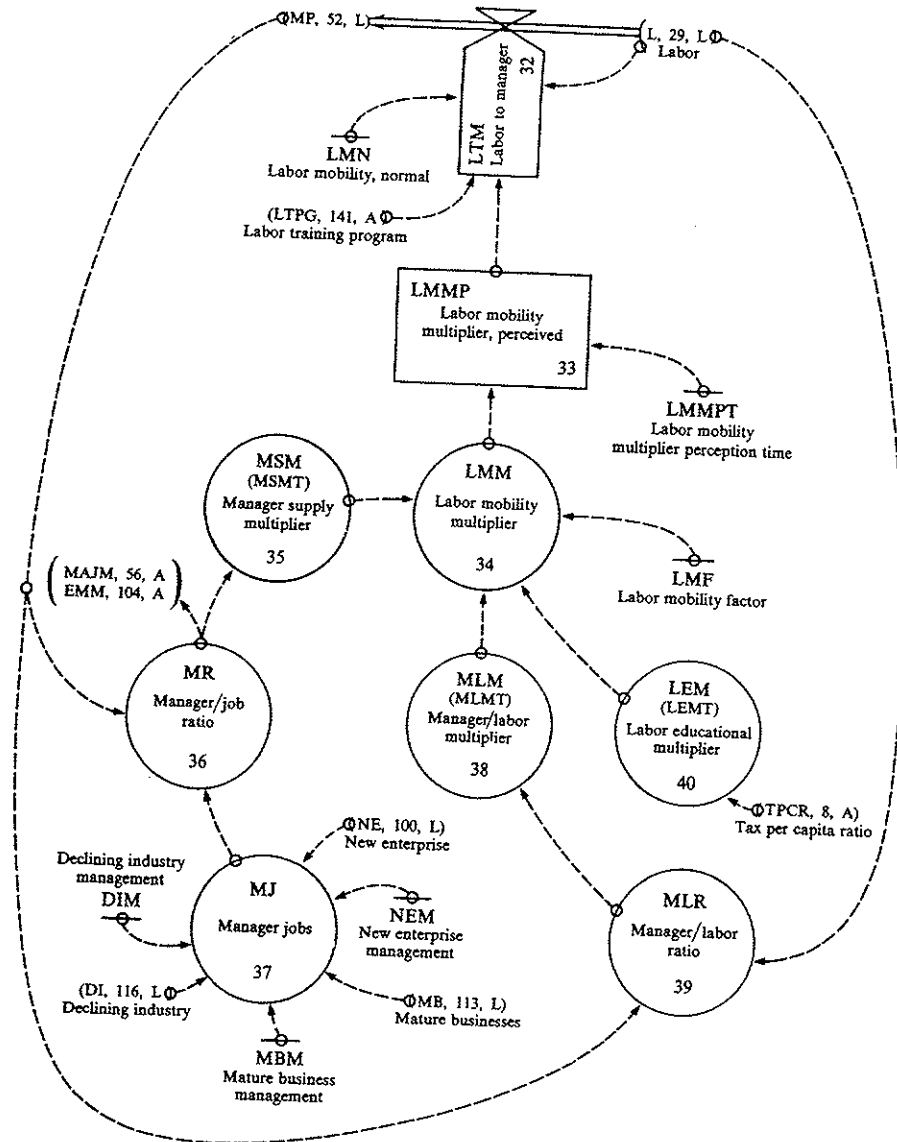 (MP, 52, L)
L, 29, L
Labor
32
LTM
Labor to manager
LMN
Labor mobility, normal
(LTPG, 141, A
Labor training program
LMMP
Labor mobility
multiplier, perceived
33
LMMPT
Labor mobility
multiplier perception time
MSM
(MSMT)
Manager supply
multiplier
35
LMM
Labor mobility
multiplier
34
(MAJM, 56, A)
EMM, 104, A
LMF
Labor mobility factor
MR
Manager/job
ratio
36
MLM
(MLMT)
Manager/labor
multiplier
38
LEM
(LEMT)
Labor educational
multiplier
40
TPCR, 8, A)
Tax per capita ratio
NE, 100, L)
New enterprise
Declining industry
management
DIM
MJ
Manager jobs
37
NEM
New enterprise
management
MLR
Manager/labor
ratio
39
(DI, 116, L
Declining industry
MB, 113, L)
Mature businesses
MBM
Mature business
management